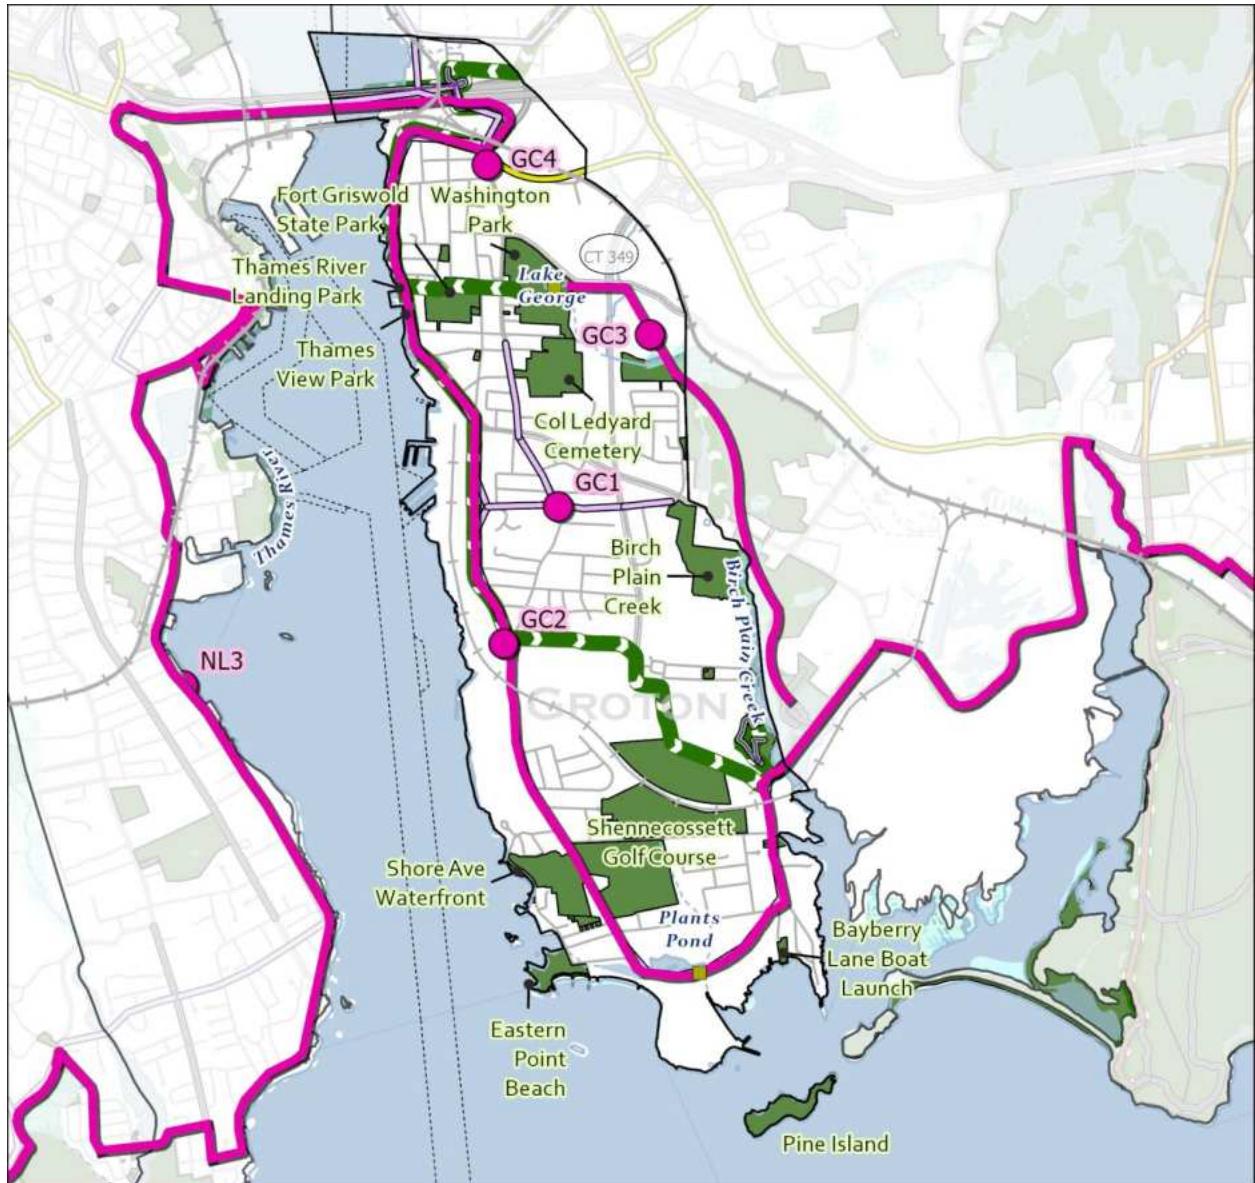 GC4
Fort Griswold
State Park
Washington
Park
CT 349
Thames River
Landing Park
Lake
George
GC3
Thames
View Park
Col Ledyard
Cemetery
GC1
Thames River
Birch
Plain
Creek
Birch Plain Creek
GC2
NL3
GROTON
Shennecossett
Golf Course
Shore Ave
Waterfront
Plants
Pond
Bayberry
Lane Boat
Launch
Eastern
Point
Beach
Pine Island